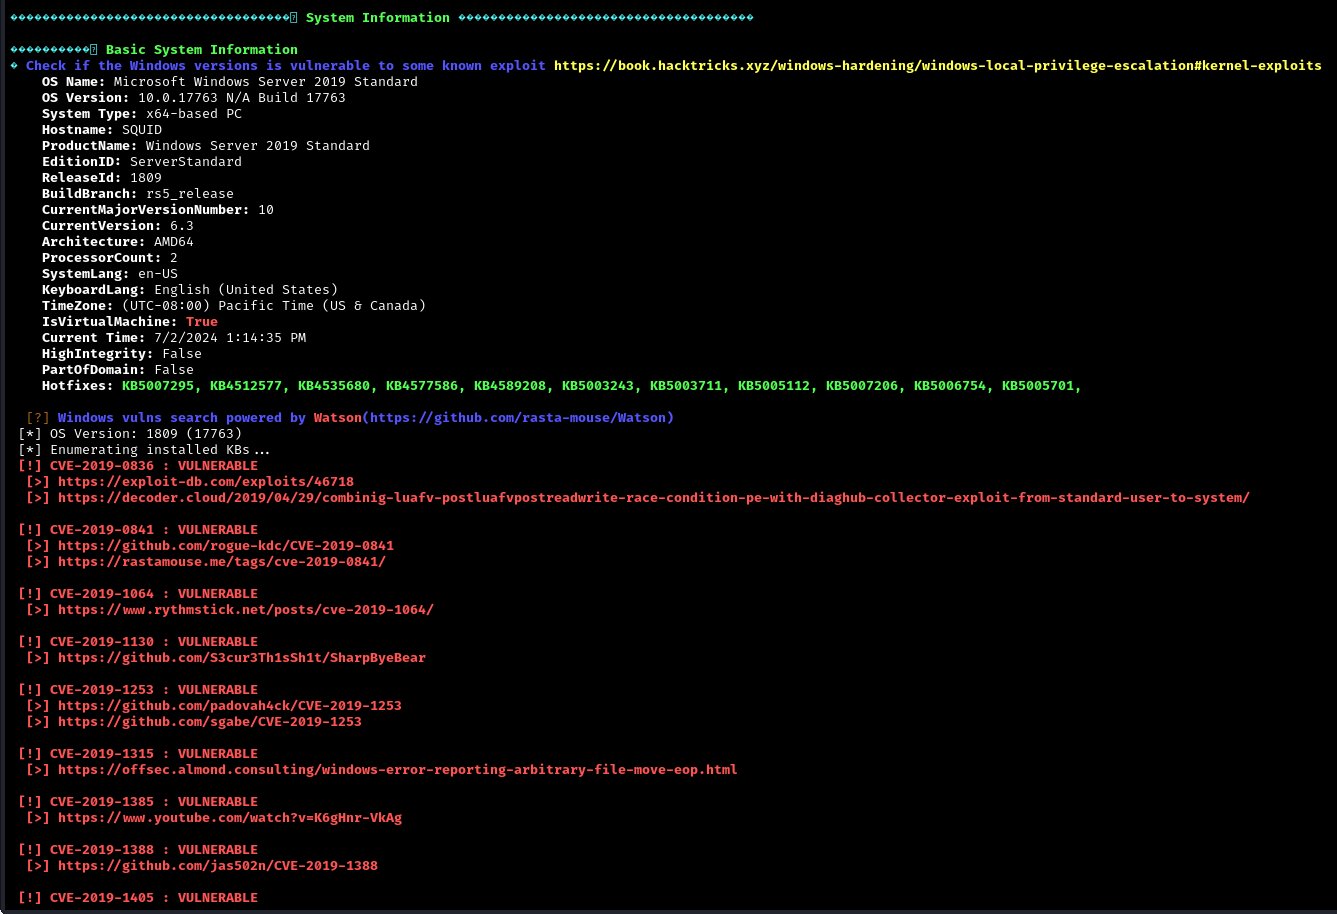 System Information
Basic System Information
Check if the Windows versions is vulnerable to some known exploit https://book.hacktricks.xyz/windows-hardening/windows-local-privilege-escalation#kernel-exploits
OS Name: Microsoft Windows Server 2019 Standard
OS Version: 10.0.17763 N/A Build 17763
System Type: x64-based PC
Hostname: SQUID
ProductName: Windows Server 2019 Standard
EditionID: ServerStandard
ReleaseId: 1809
BuildBranch: rs5_release
CurrentMajorVersionNumber: 10
CurrentVersion: 6.3
Architecture: AMD64
ProcessorCount: 2
SystemLang: en-US
KeyboardLang: English (United States)
TimeZone: (UTC-08:00) Pacific Time (US & Canada)
IsVirtualMachine: True
Current Time: 7/2/2024 1:14:35 PM
HighIntegrity: False
PartOfDomain: False
Hotfixes: KB5007295, KB4512577, KB4535680, KB4577586, KB4589208, KB5003243, KB5003711, KB5005112, KB5007206, KB5006754, KB5005701,
[?] Windows vulns search powered by Watson(https://github.com/rasta-mouse/Watson)
[*] OS Version: 1809 (17763)
[*] Enumerating installed KBs...
[!] CVE-2019-0836 : VULNERABLE
[>] https://exploit-db.com/exploits/46718
[>] https://decoder.cloud/2019/04/29/combinig-luafv-postluafvpostreadwrite-race-condition-pe-with-diaghub-collector-exploit-from-standard-user-to-system/
[!] CVE-2019-0841 : VULNERABLE
[>] https://github.com/rogue-kdc/CVE-2019-0841
[>] https://rastamouse.me/tags/cve-2019-0841/
[!] CVE-2019-1064 : VULNERABLE
[>] https://www.rythmstick.net/posts/cve-2019-1064/
[!] CVE-2019-1130 : VULNERABLE
[>] https://github.com/S3cur3Th1sSh1t/SharpByeBear
[!] CVE-2019-1253 : VULNERABLE
[>] https://github.com/padovah4ck/CVE-2019-1253
[>] https://github.com/sgabe/CVE-2019-1253
[!] CVE-2019-1315 : VULNERABLE
[>] https://offsec.almond.consulting/windows-error-reporting-arbitrary-file-move-eop.html
[!] CVE-2019-1385 : VULNERABLE
[>] https://www.youtube.com/watch?v=K6gHnr-VkAg
[!] CVE-2019-1388 : VULNERABLE
[>] https://github.com/jas502n/CVE-2019-1388
[!] CVE-2019-1405 : VULNERABLE